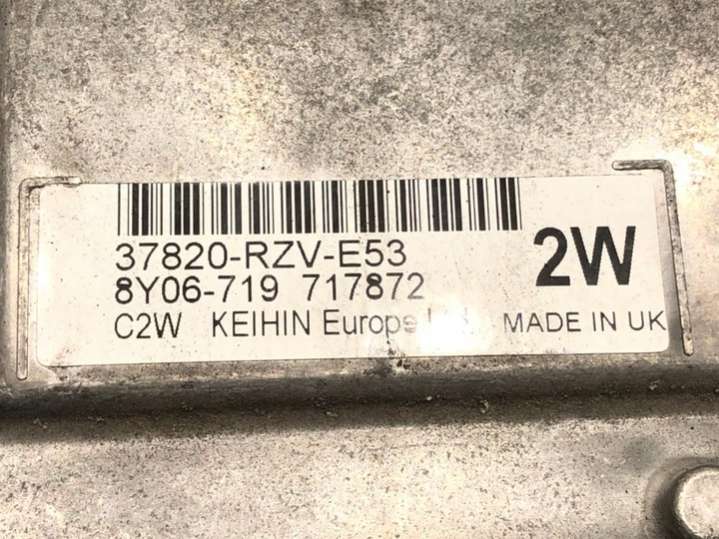 37820-RZV-E53
2W
8Y06-719 717872
C2W KEIHIN Europe MADE IN UK